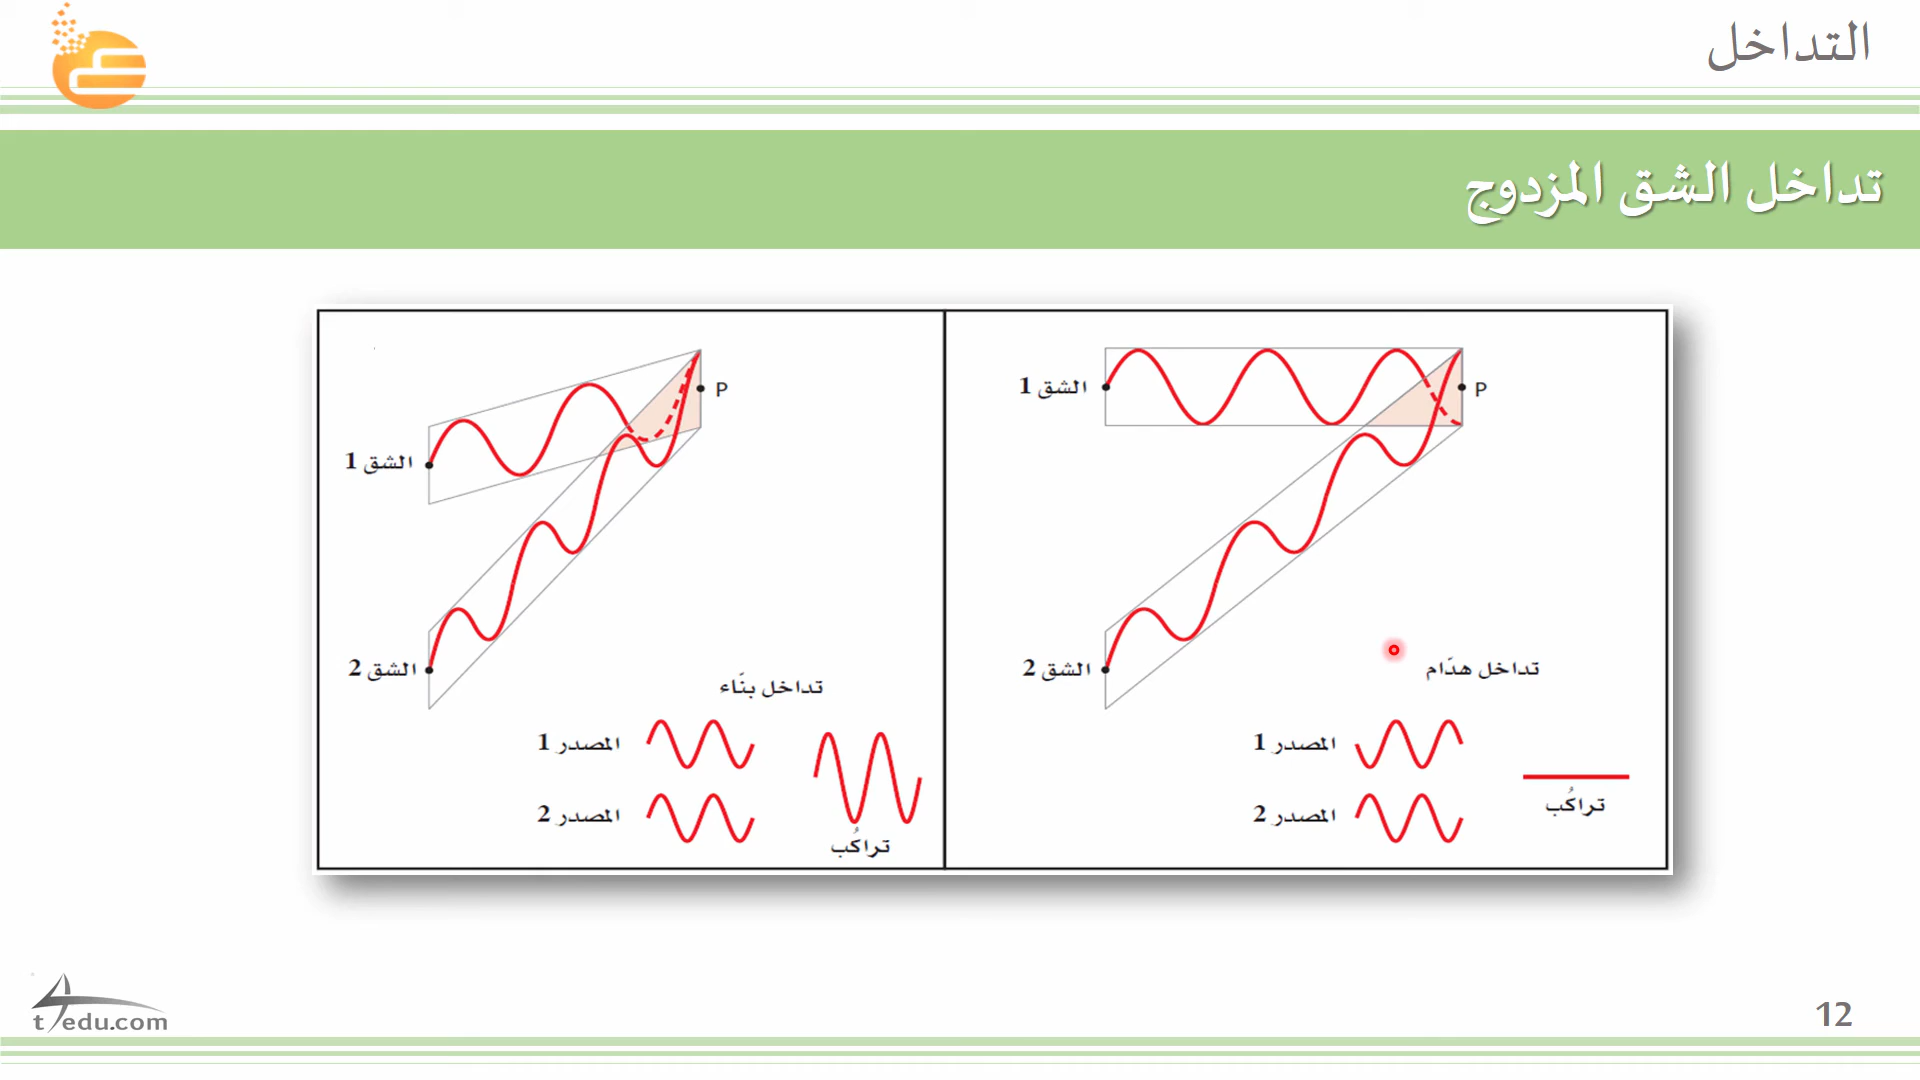 التداخل
تداخل الشق المزدوج
الشق 1
P
الشق 2
تداخل هدّام
المصدر 1
المصدر 2
تراكُب
الشق 1
P
الشق 2
تداخل بنّاء
المصدر 1
المصدر 2
تراكُب
t4edu.com
12